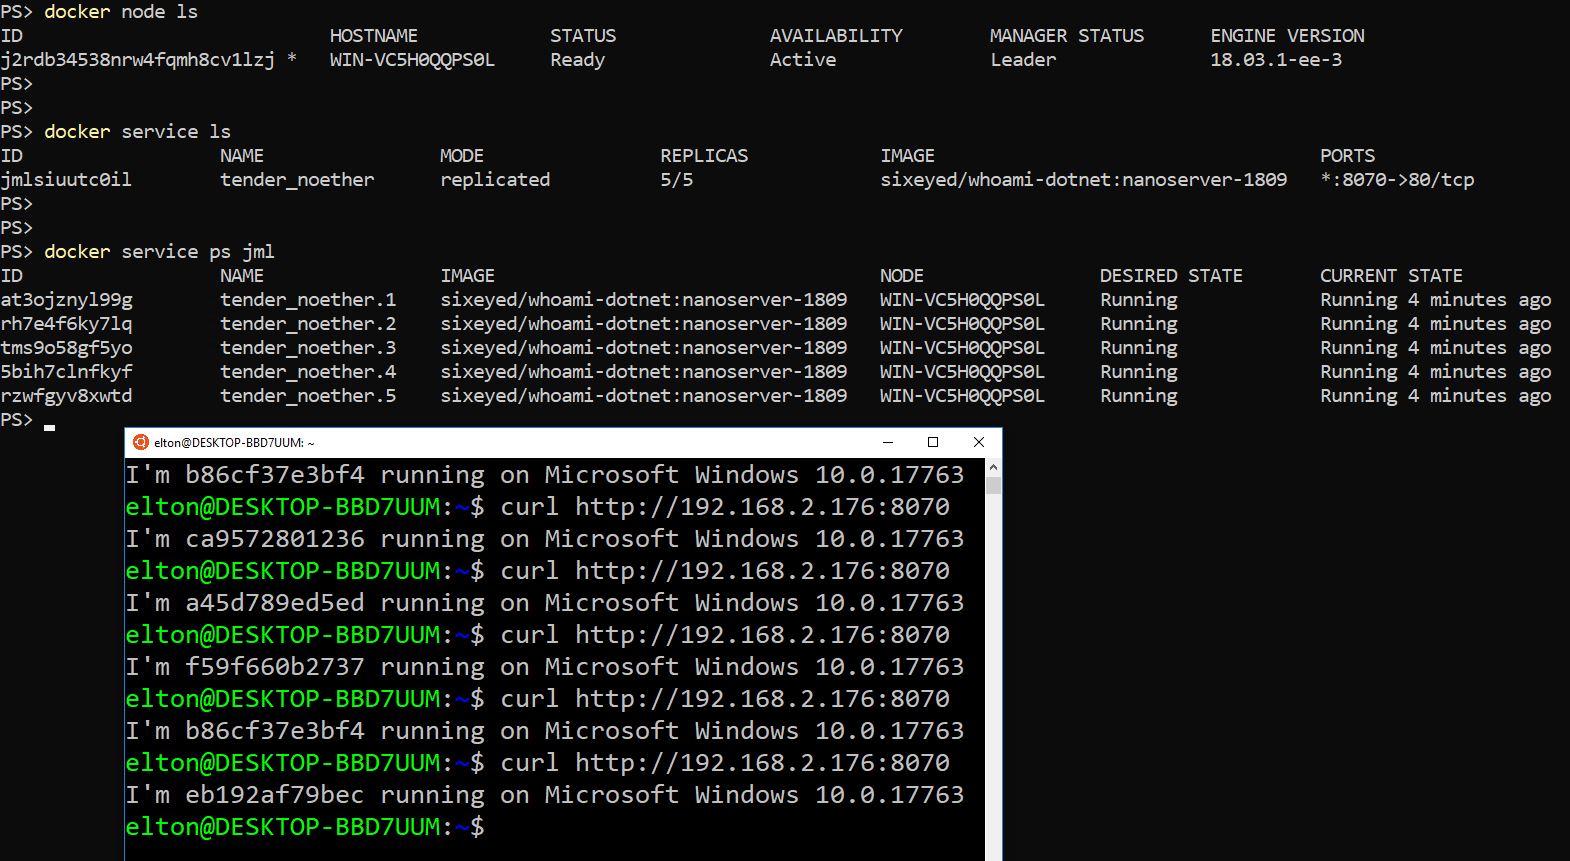 PS> docker node ls
ID HOSTNAME STATUS AVAILABILITY MANAGER STATUS ENGINE VERSION
j2rdb34538nrw4fqmh8cv1lzj * WIN-VC5H0QQPS0L Ready Active Leader 18.03.1-ee-3
PS>
PS>
PS> docker service ls
ID NAME MODE REPLICAS IMAGE PORTS
jmlsiuutc0il tender_noether replicated 5/5 sixeyed/whoami-dotnet:nanoserver-1809 *:8070->80/tcp
PS>
PS>
PS> docker service ps jml
ID NAME IMAGE NODE DESIRED STATE CURRENT STATE
at3ojznyl99g tender_noether.1 sixeyed/whoami-dotnet:nanoserver-1809 WIN-VC5H0QQPS0L Running Running 4 minutes ago
rh7e4f6ky7lq tender_noether.2 sixeyed/whoami-dotnet:nanoserver-1809 WIN-VC5H0QQPS0L Running Running 4 minutes ago
tms9o58gf5yo tender_noether.3 sixeyed/whoami-dotnet:nanoserver-1809 WIN-VC5H0QQPS0L Running Running 4 minutes ago
5bih7clnfkyf tender_noether.4 sixeyed/whoami-dotnet:nanoserver-1809 WIN-VC5H0QQPS0L Running Running 4 minutes ago
rzwfgyv8xwtd tender_noether.5 sixeyed/whoami-dotnet:nanoserver-1809 WIN-VC5H0QQPS0L Running Running 4 minutes ago
PS>
elton@DESKTOP-BBD7UUM: ~
I'm b86cf37e3bf4 running on Microsoft Windows 10.0.17763
elton@DESKTOP-BBD7UUM:~$ curl http://192.168.2.176:8070
I'm ca9572801236 running on Microsoft Windows 10.0.17763
elton@DESKTOP-BBD7UUM:~$ curl http://192.168.2.176:8070
I'm a45d789ed5ed running on Microsoft Windows 10.0.17763
elton@DESKTOP-BBD7UUM:~$ curl http://192.168.2.176:8070
I'm f59f660b2737 running on Microsoft Windows 10.0.17763
elton@DESKTOP-BBD7UUM:~$ curl http://192.168.2.176:8070
I'm b86cf37e3bf4 running on Microsoft Windows 10.0.17763
elton@DESKTOP-BBD7UUM:~$ curl http://192.168.2.176:8070
I'm eb192af79bec running on Microsoft Windows 10.0.17763
elton@DESKTOP-BBD7UUM:~$